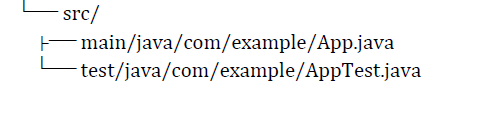 └── src/
├── main/java/com/example/App.java
└── test/java/com/example/AppTest.java